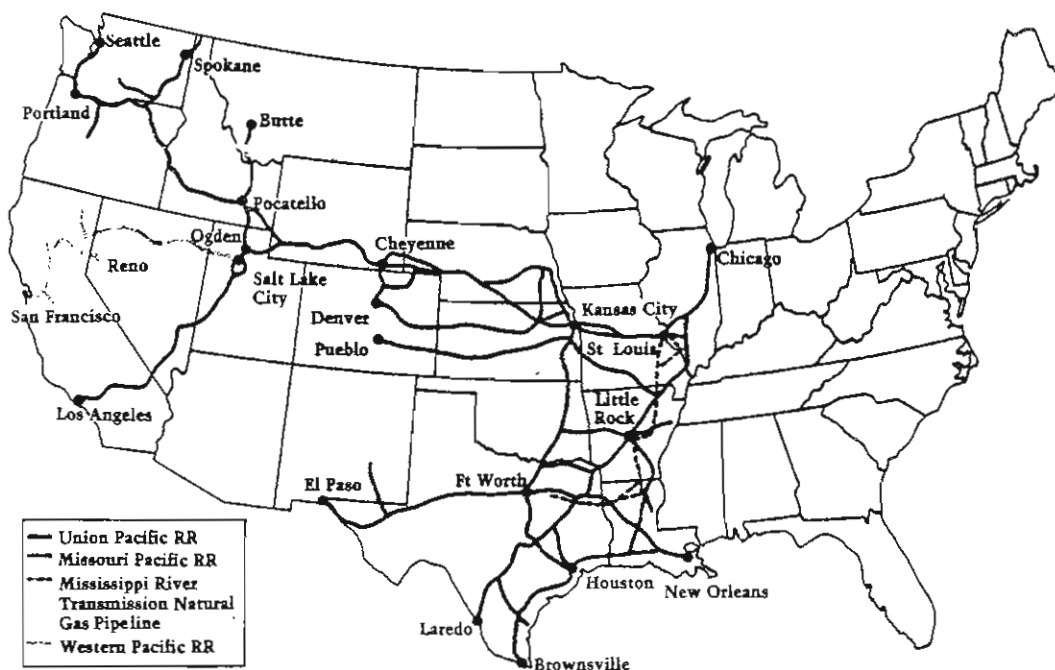 Seattle
Spokane
Portland
Butte
Pocatello
Ogden
Cheyenne
Reno
Salt Lake
City
Chicago
San Francisco
Denver
Kansas City
Pueblo
St Louis
Los Angeles
Little
Rock
El Paso
Ft Worth
Houston
New Orleans
Laredo
Brownsville
Union Pacific RR
Missouri Pacific RR
Mississippi River
Transmission Natural
Gas Pipeline
Western Pacific RR